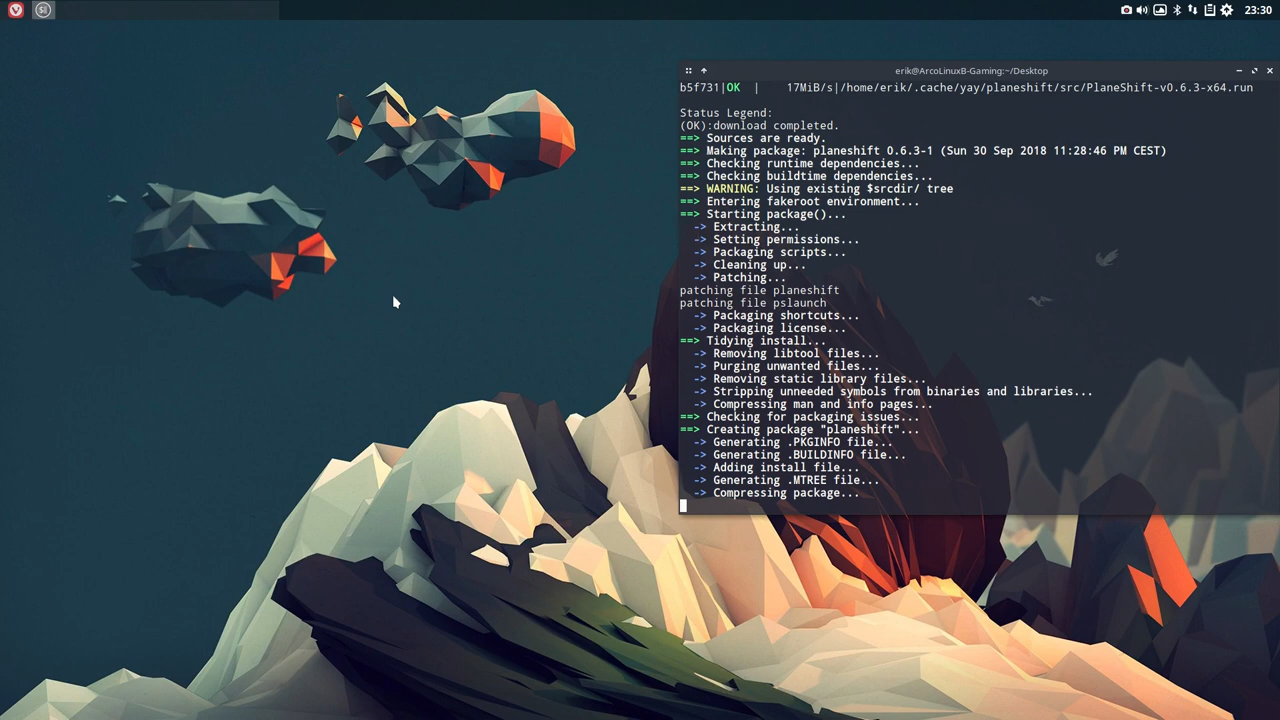 23:30
erik@ArcoLinuxB-Gaming:~/Desktop
b5f731|OK  |    17MiB/s|/home/erik/.cache/yay/planeshift/src/PlaneShift-v0.6.3-x64.run
Status Legend:
(OK):download completed.
==> Sources are ready.
==> Making package: planeshift 0.6.3-1 (Sun 30 Sep 2018 11:28:46 PM CEST)
==> Checking runtime dependencies...
==> Checking buildtime dependencies...
==> WARNING: Using existing $srcdir/ tree
==> Entering fakeroot environment...
==> Starting package()...
  -> Extracting...
  -> Setting permissions...
  -> Packaging scripts...
  -> Cleaning up...
  -> Patching...
patching file planeshift
patching file pslaunch
  -> Packaging shortcuts...
  -> Packaging license...
==> Tidying install...
  -> Removing libtool files...
  -> Purging unwanted files...
  -> Removing static library files...
  -> Stripping unneeded symbols from binaries and libraries...
  -> Compressing man and info pages...
==> Checking for packaging issues...
==> Creating package "planeshift"...
  -> Generating .PKGINFO file...
  -> Generating .BUILDINFO file...
  -> Adding install file...
  -> Generating .MTREE file...
  -> Compressing package...